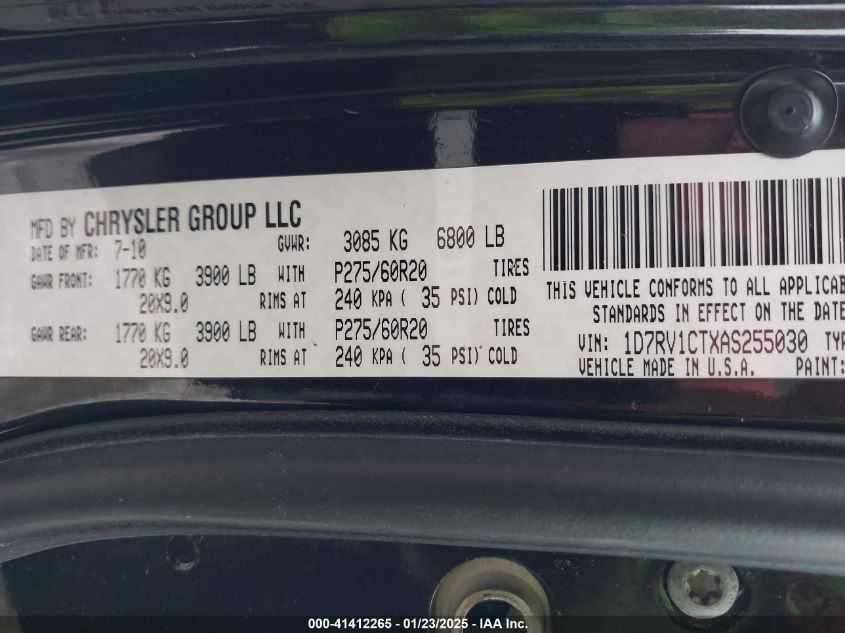 MFD BY CHRYSLER GROUP LLC
DATE OF MFR: 7-10 GVWR: 3085 KG 6800 LB
GAWR FRONT: 1770 KG 3900 LB WITH P275/60R20 TIRES
20X9.0 RIMS AT 240 KPA ( 35 PSI) COLD
GAWR REAR: 1770 KG 3900 LB WITH P275/60R20 TIRES
20X9.0 RIMS AT 240 KPA ( 35 PSI) COLD
THIS VEHICLE CONFORMS TO ALL APPLICAB
STANDARDS IN EFFECT ON THE DATE
VIN: 1D7RV1CTXAS255030 TYP
VEHICLE MADE IN U.S.A. PAINT:
000-41412265 - 01/23/2025 - IAA Inc.